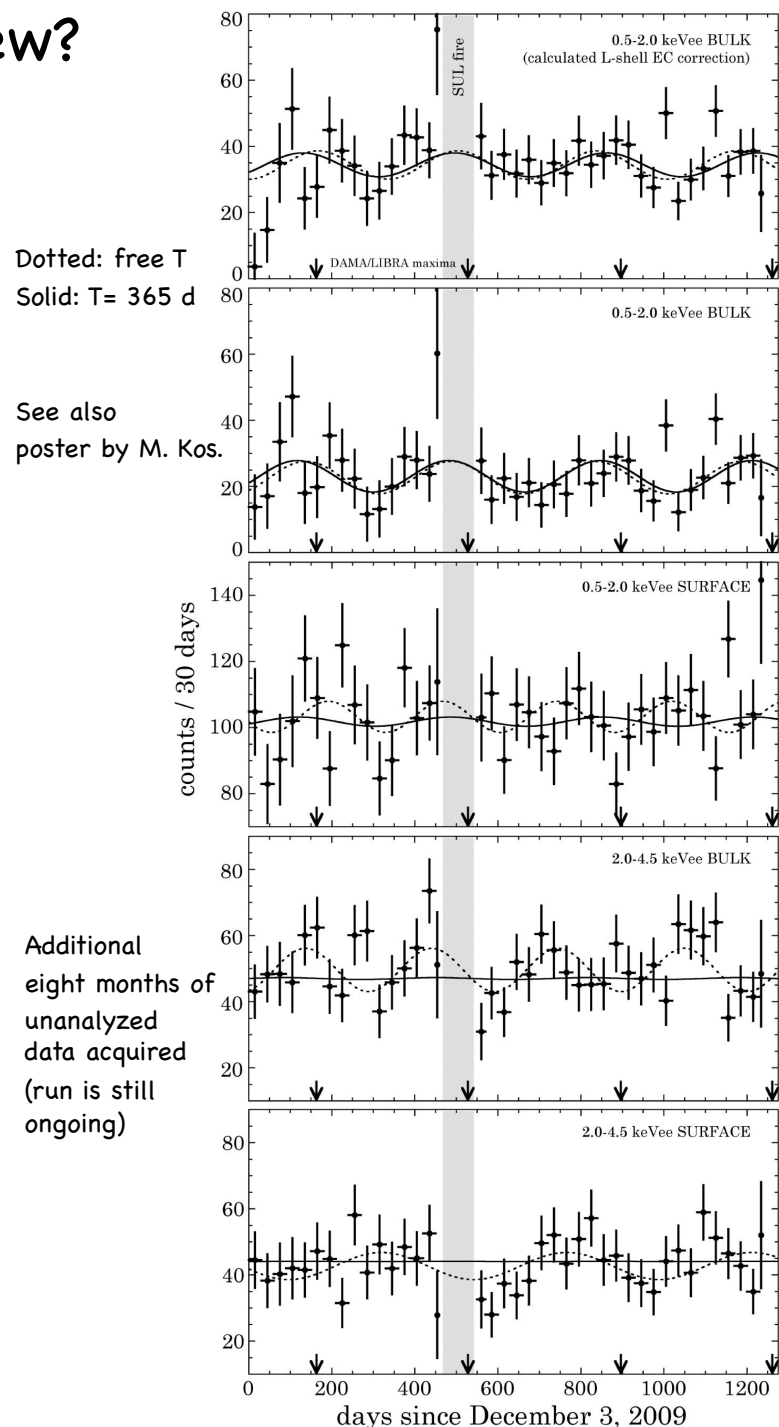 ew?
Dotted: free T
Solid: T= 365 d
See also
poster by M. Kos.
Additional
eight months of
unanalyzed
data acquired
(run is still
ongoing)
counts / 30 days
80
60
40
20
0
0.5-2.0 keVee BULK
(calculated L-shell EC correction)
SUL fire
DAMA/LIBRA maxima
80
60
40
20
0
0.5-2.0 keVee BULK
140
120
100
80
0.5-2.0 keVee SURFACE
80
60
40
20
2.0-4.5 keVee BULK
80
60
40
20
2.0-4.5 keVee SURFACE
0 200 400 600 800 1000 1200
days since December 3, 2009